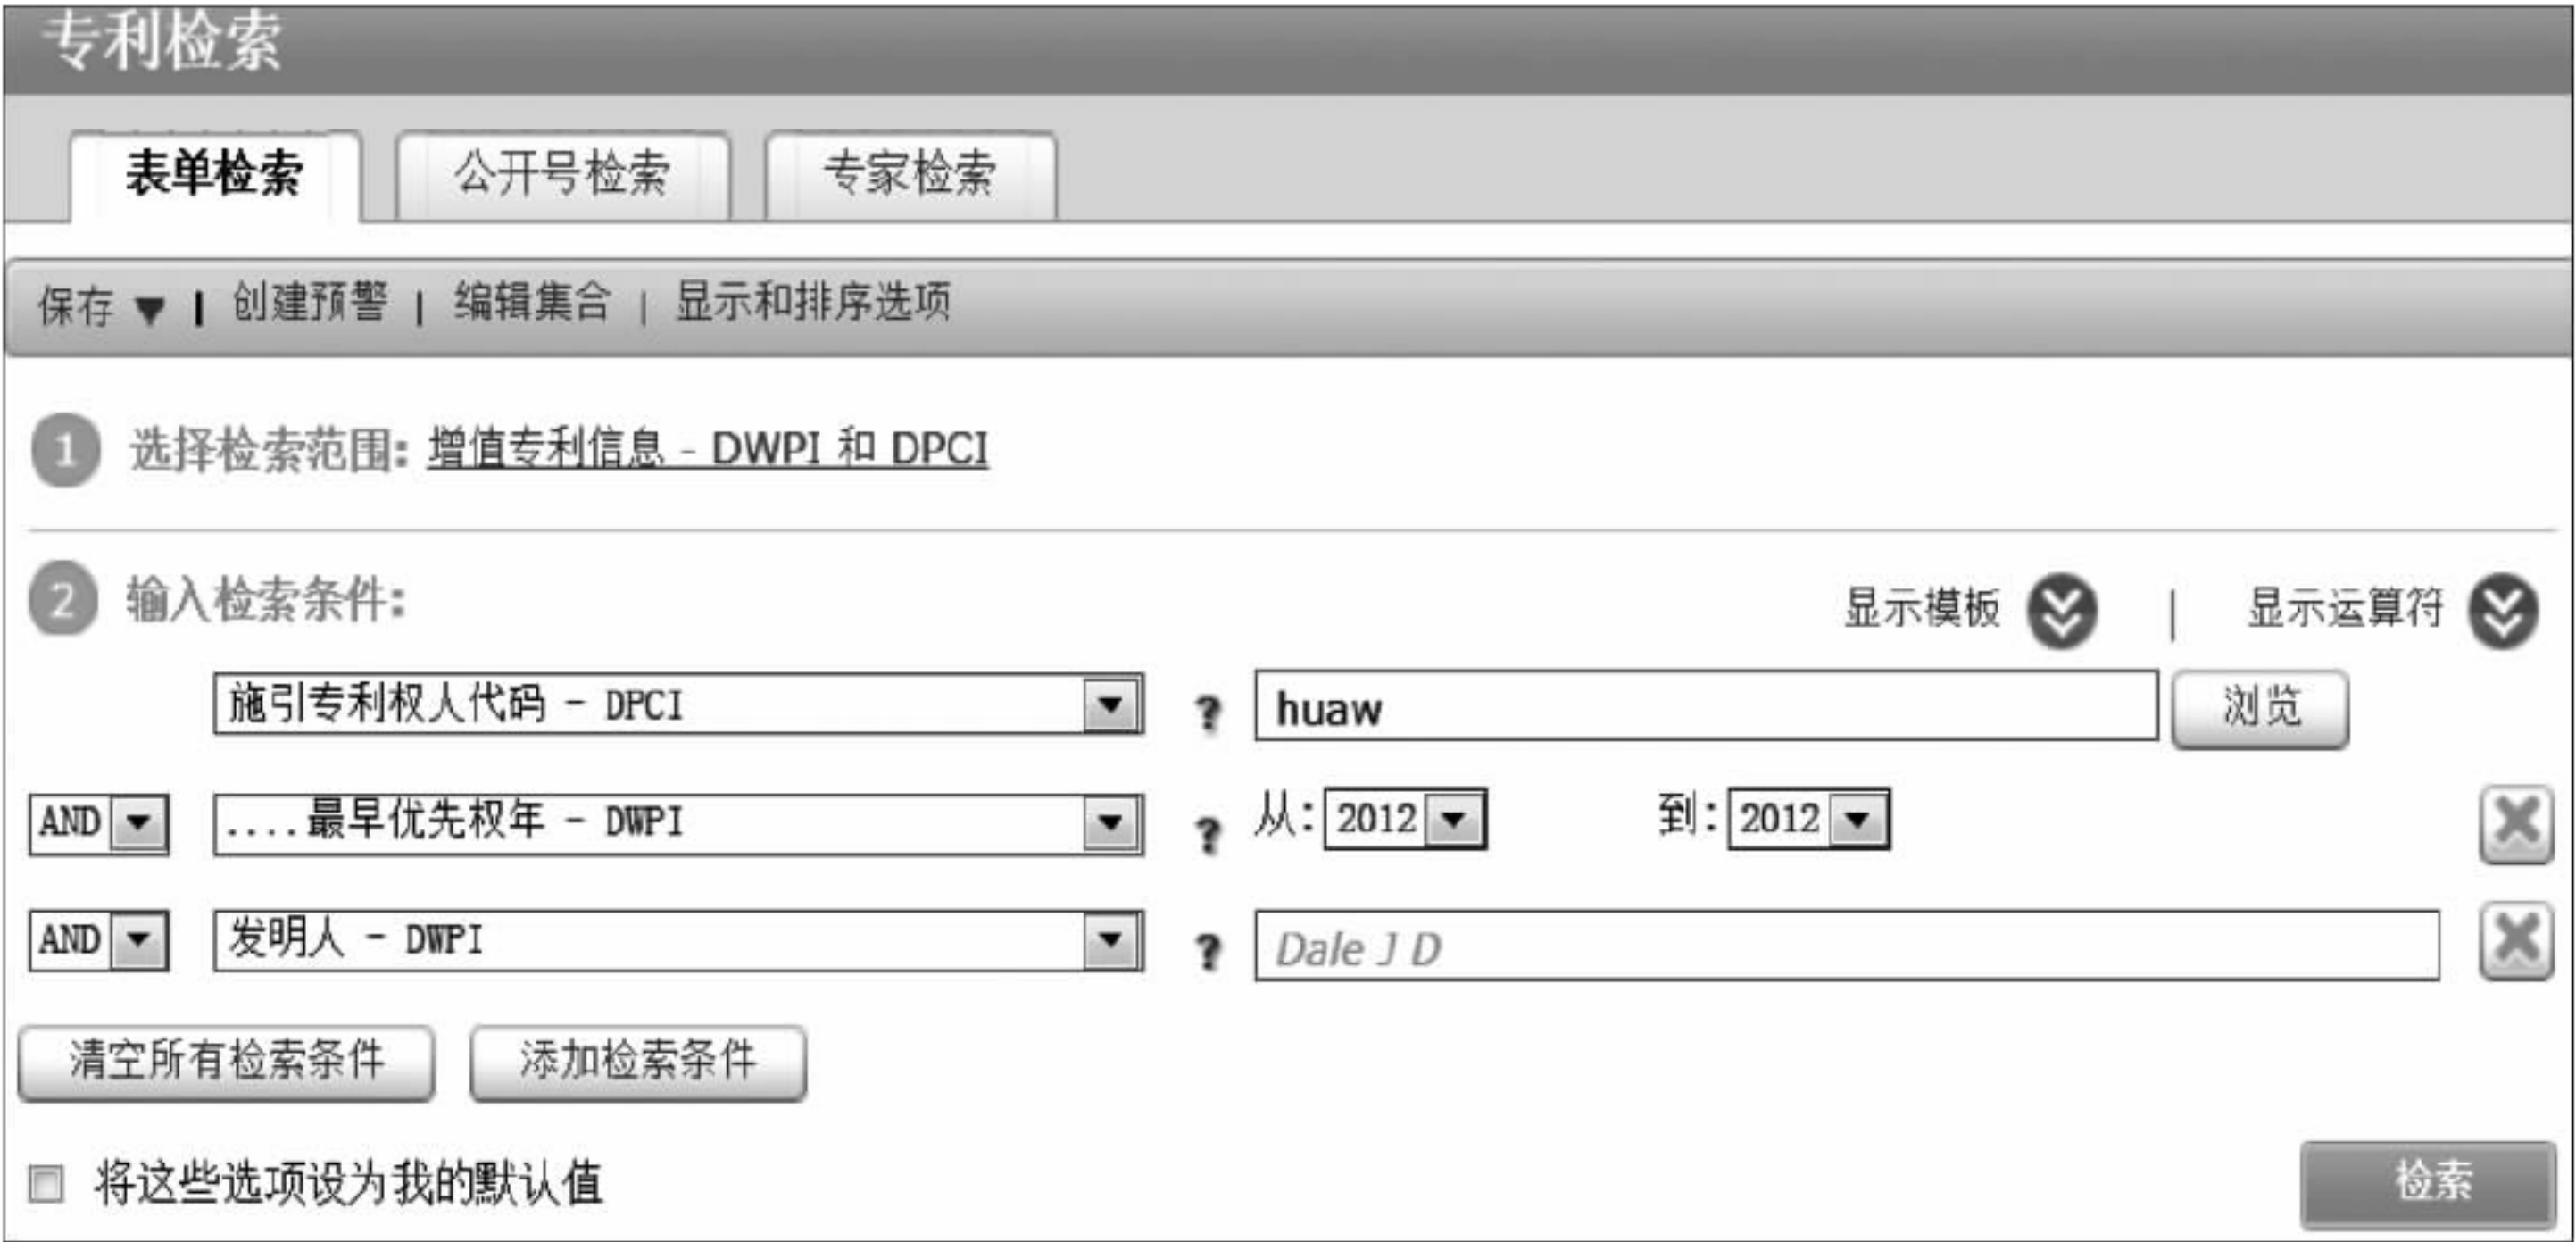 专利检索
表单检索 公开号检索 专家检索
保存 ▼ | 创建预警 | 编辑集合 | 显示和排序选项
1 选择检索范围: 增值专利信息 - DWPI 和 DPCI
2 输入检索条件:
显示模板 | 显示运算符
施引专利权人代码 - DPCI ? huaw 浏览
AND ....最早优先权年 - DWPI ? 从: 2012 到: 2012
AND 发明人 - DWPI ? Dale J D
清空所有检索条件 添加检索条件
将这些选项设为我的默认值 检索